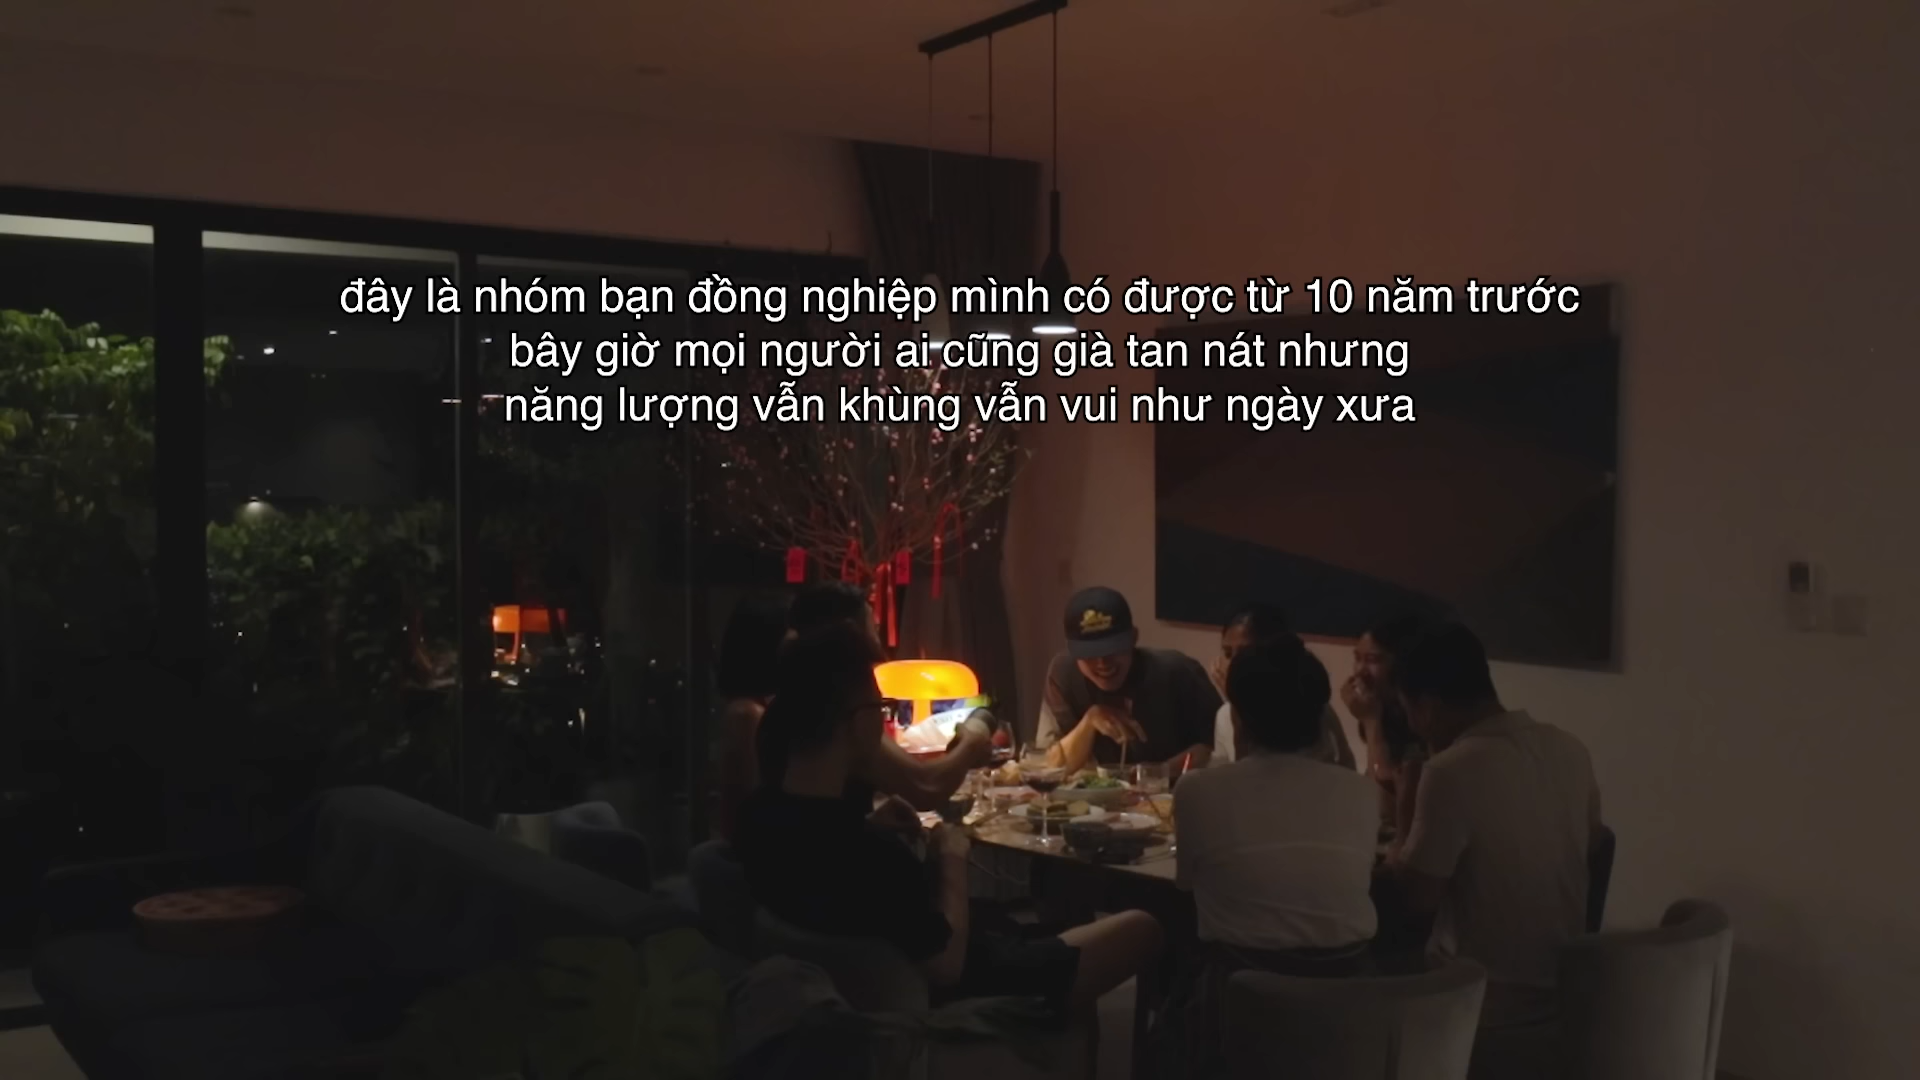 đây là nhóm bạn đồng nghiệp mình có được từ 10 năm trước
bây giờ mọi người ai cũng già tan nát nhưng
năng lượng vẫn khùng vẫn vui như ngày xưa